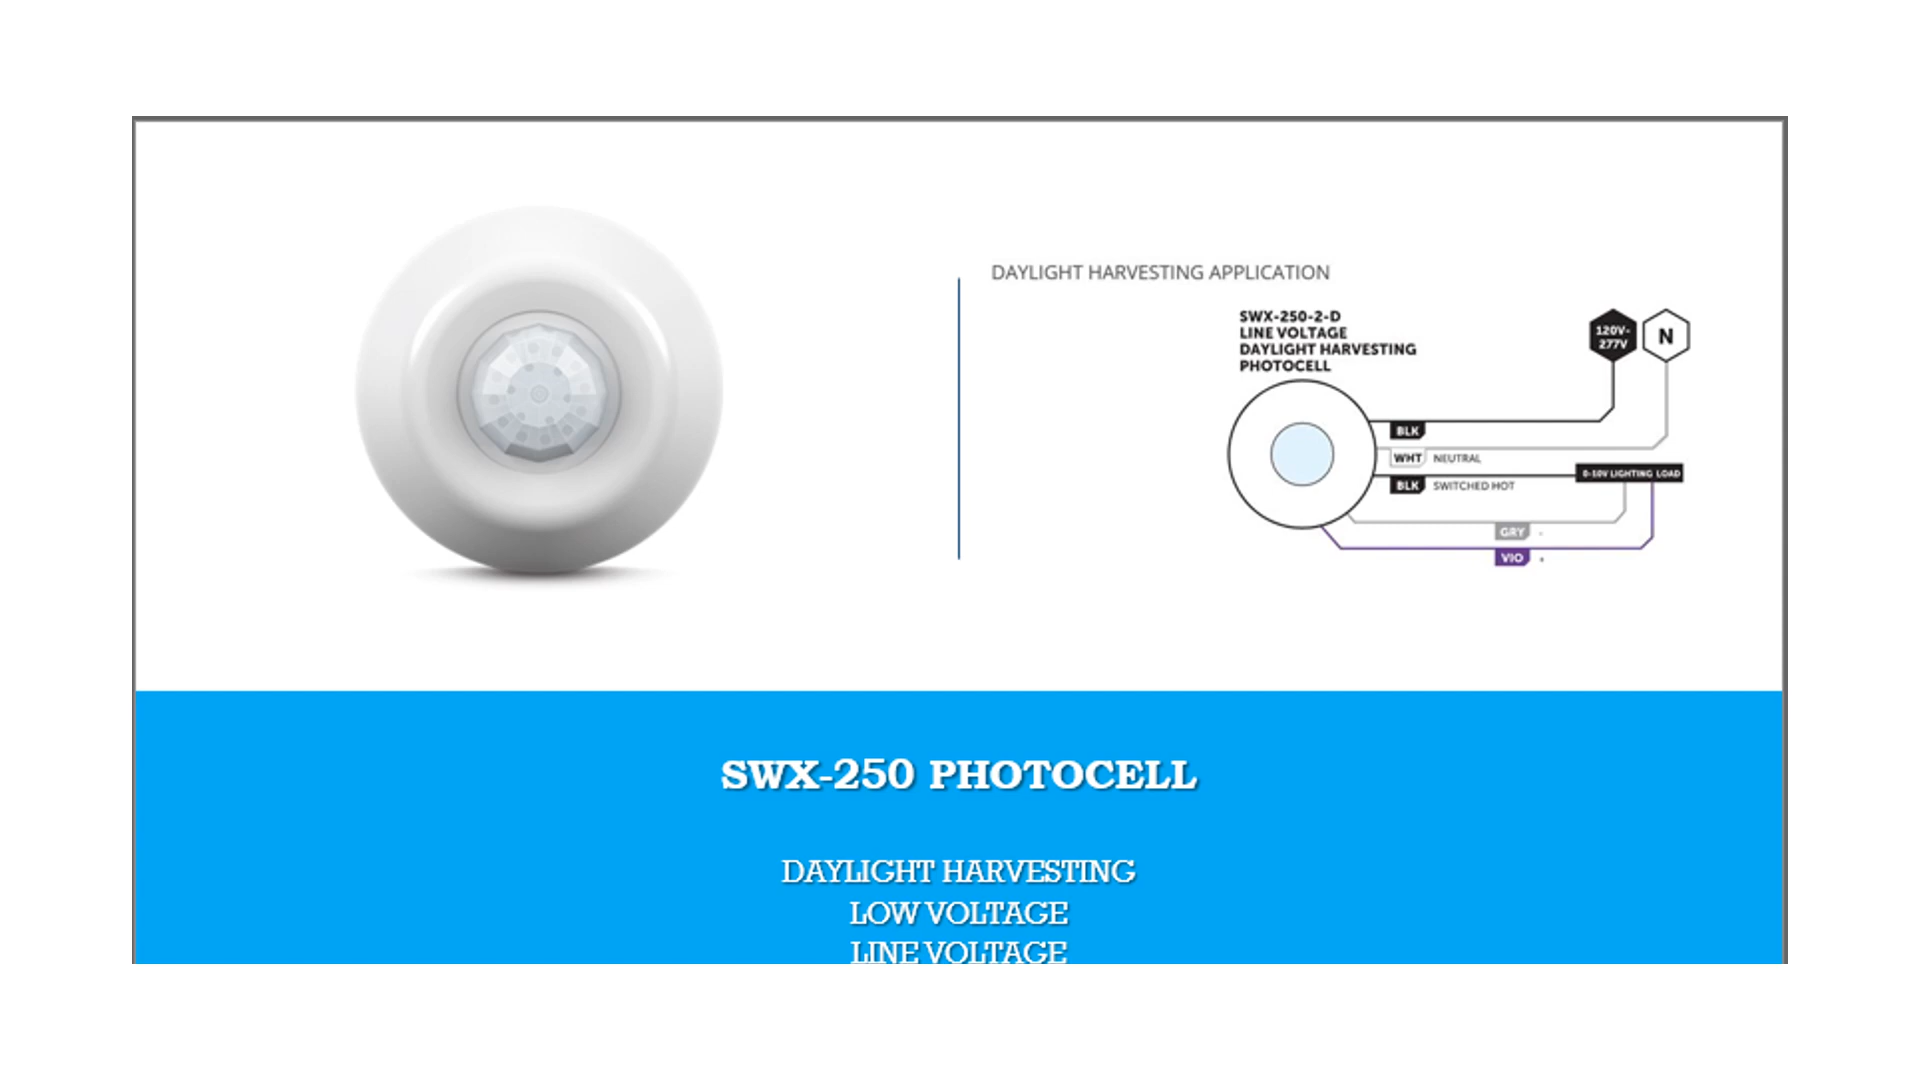 DAYLIGHT HARVESTING APPLICATION
SWX-250-2-D
LINE VOLTAGE
DAYLIGHT HARVESTING
PHOTOCELL
120V-
277V
N
BLK
WHT NEUTRAL
0-10V LIGHTING LOAD
BLK SWITCHED HOT
GRY -
VIO +
SWX-250 PHOTOCELL
DAYLIGHT HARVESTING
LOW VOLTAGE
LINE VOLTAGE